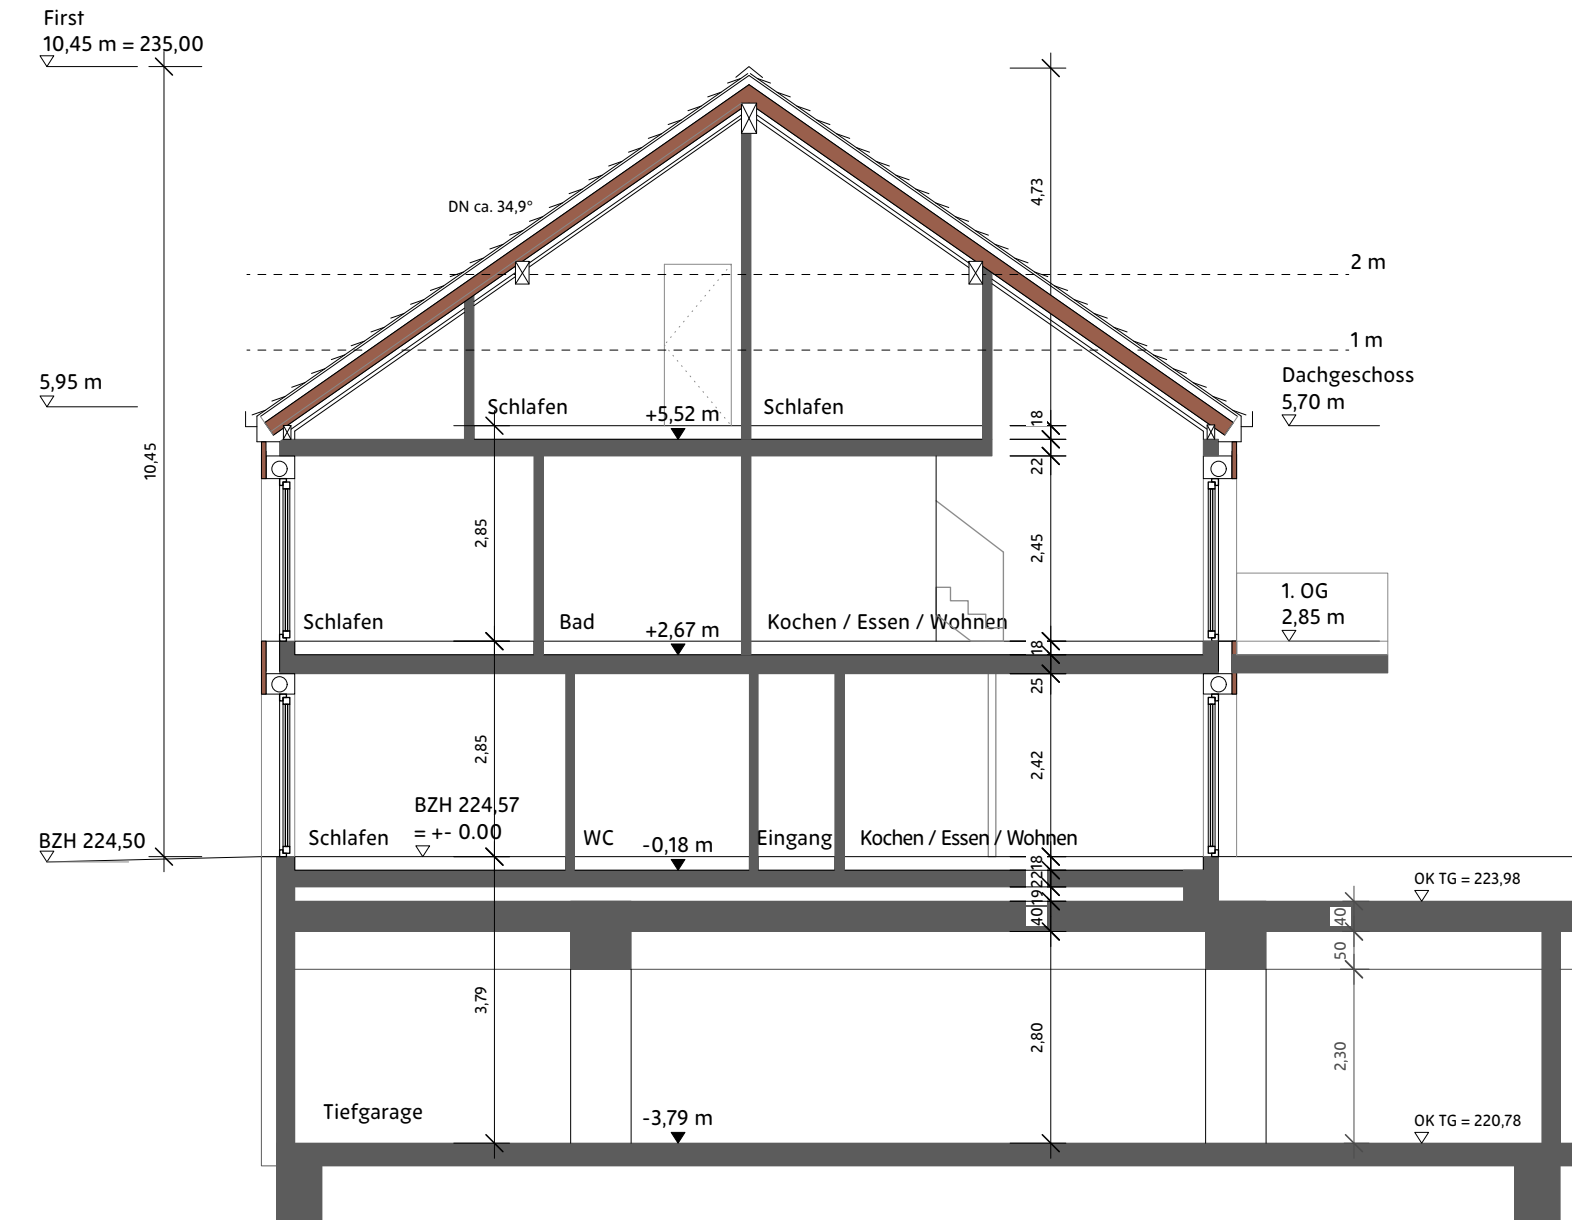 First
10,45 m = 235,00
DN ca. 34,9°
4,73
2 m
1 m
5,95 m
Dachgeschoss
5,70 m
Schlafen
+5,52 m
Schlafen
18
10,45
22
2,85
2,45
1. OG
2,85 m
Schlafen
Bad
+2,67 m
Kochen / Essen / Wohnen
18
25
2,85
2,42
BZH 224,57
= +- 0.00
BZH 224,50
Schlafen
WC
-0,18 m
Eingang
Kochen / Essen / Wohnen
18
22
19
40
OK TG = 223,98
40
50
3,79
2,80
2,30
Tiefgarage
-3,79 m
OK TG = 220,78